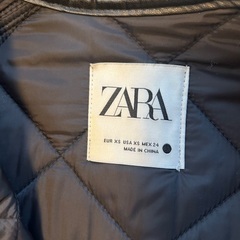 ZARA
EUR XS USA XS MEX 24
MADE IN CHINA